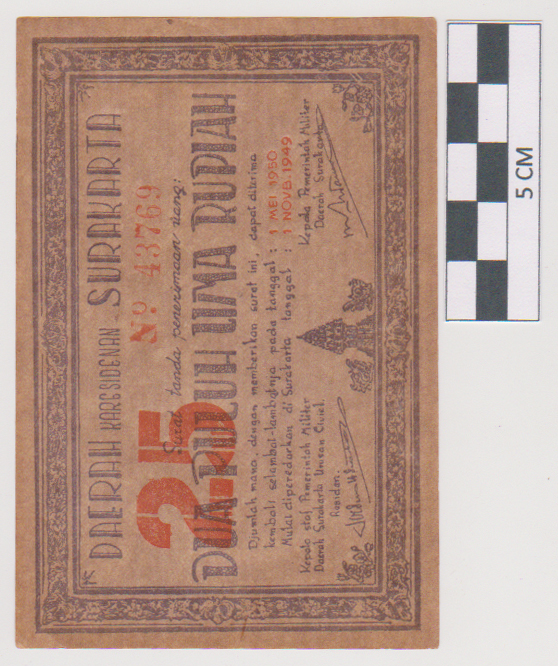 DAERAH KARESIDENAN - SURAKARTA
No 43769
Surat tanda penerimaan uang:
25
DUA PULUH LIMA RUPIAH
Djumlah mana, dengan memberikan surat ini, dapat diterima
kembali selambat-lambatnja pada tanggal : 1 MEI 1950
Mulai diperedarkan di Surakarta tanggal : 1 NOVB. 1949
Kepala staf Pemerintah Militer
Daerah Surakarta Urusan Civiel.
Residen.
Kepala Pemerintah Militer
Daerah Surakarta
5 CM